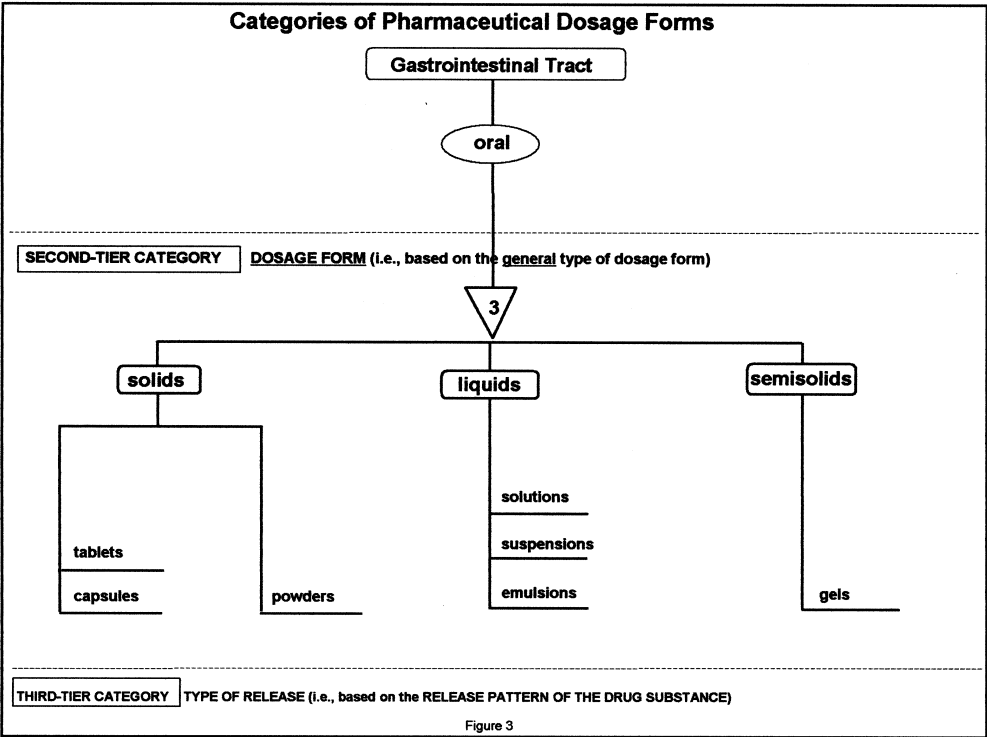 Categories of Pharmaceutical Dosage Forms
Gastrointestinal Tract
oral
SECOND-TIER CATEGORY DOSAGE FORM (i.e., based on the general type of dosage form)
3
solids
liquids
semisolids
solutions
suspensions
tablets
emulsions
capsules
powders
gels
THIRD-TIER CATEGORY TYPE OF RELEASE (i.e., based on the RELEASE PATTERN OF THE DRUG SUBSTANCE)
Figure 3